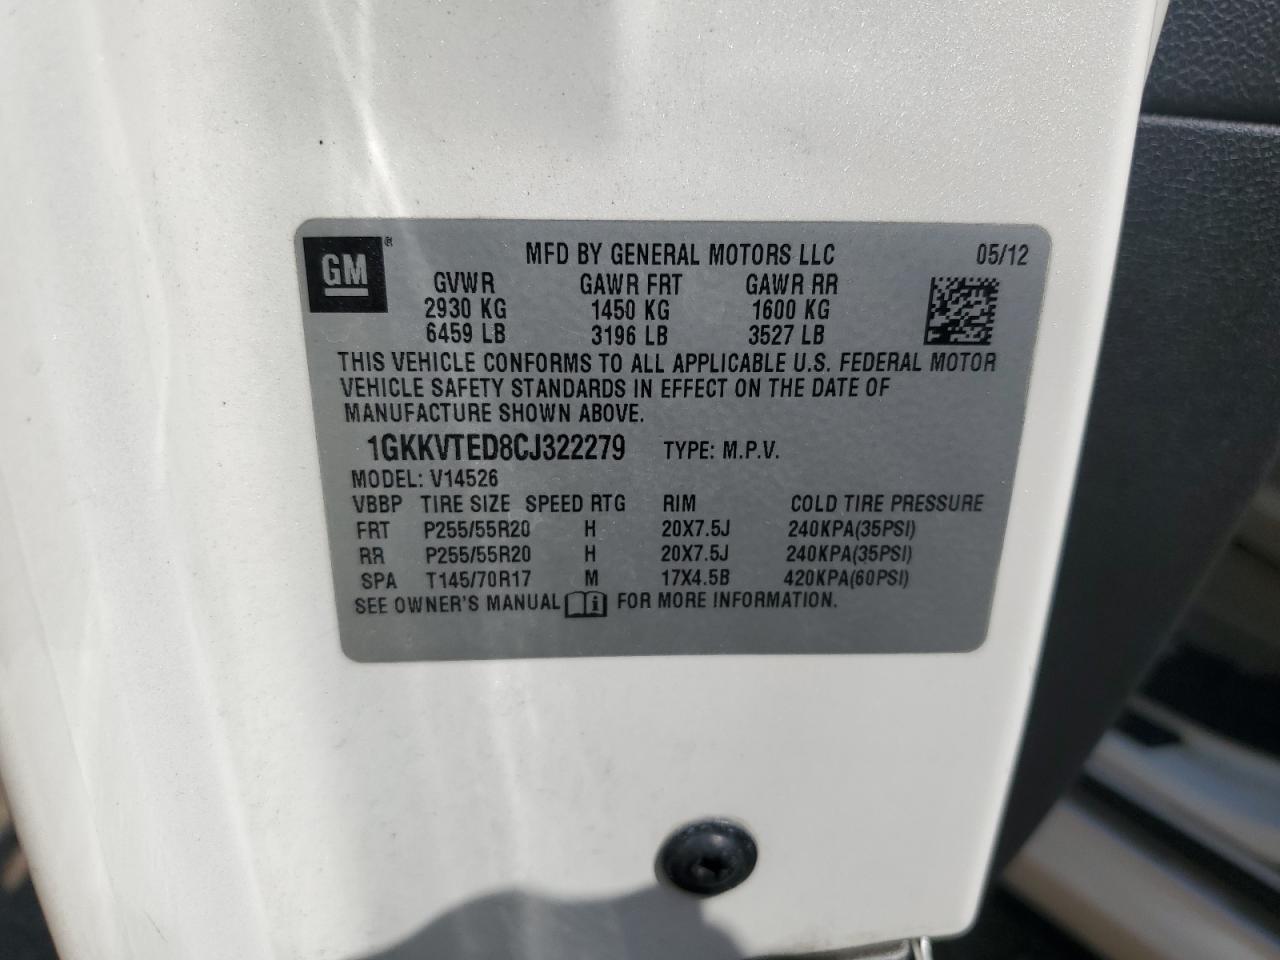 GM ® MFD BY GENERAL MOTORS LLC 05/12
GVWR GAWR FRT GAWR RR
2930 KG 1450 KG 1600 KG
6459 LB 3196 LB 3527 LB
THIS VEHICLE CONFORMS TO ALL APPLICABLE U.S. FEDERAL MOTOR
VEHICLE SAFETY STANDARDS IN EFFECT ON THE DATE OF
MANUFACTURE SHOWN ABOVE.
1GKKVTED8CJ322279 TYPE: M.P.V.
MODEL: V14526
VBBP TIRE SIZE SPEED RTG RIM COLD TIRE PRESSURE
FRT P255/55R20 H 20X7.5J 240KPA(35PSI)
RR P255/55R20 H 20X7.5J 240KPA(35PSI)
SPA T145/70R17 M 17X4.5B 420KPA(60PSI)
SEE OWNER'S MANUAL i FOR MORE INFORMATION.